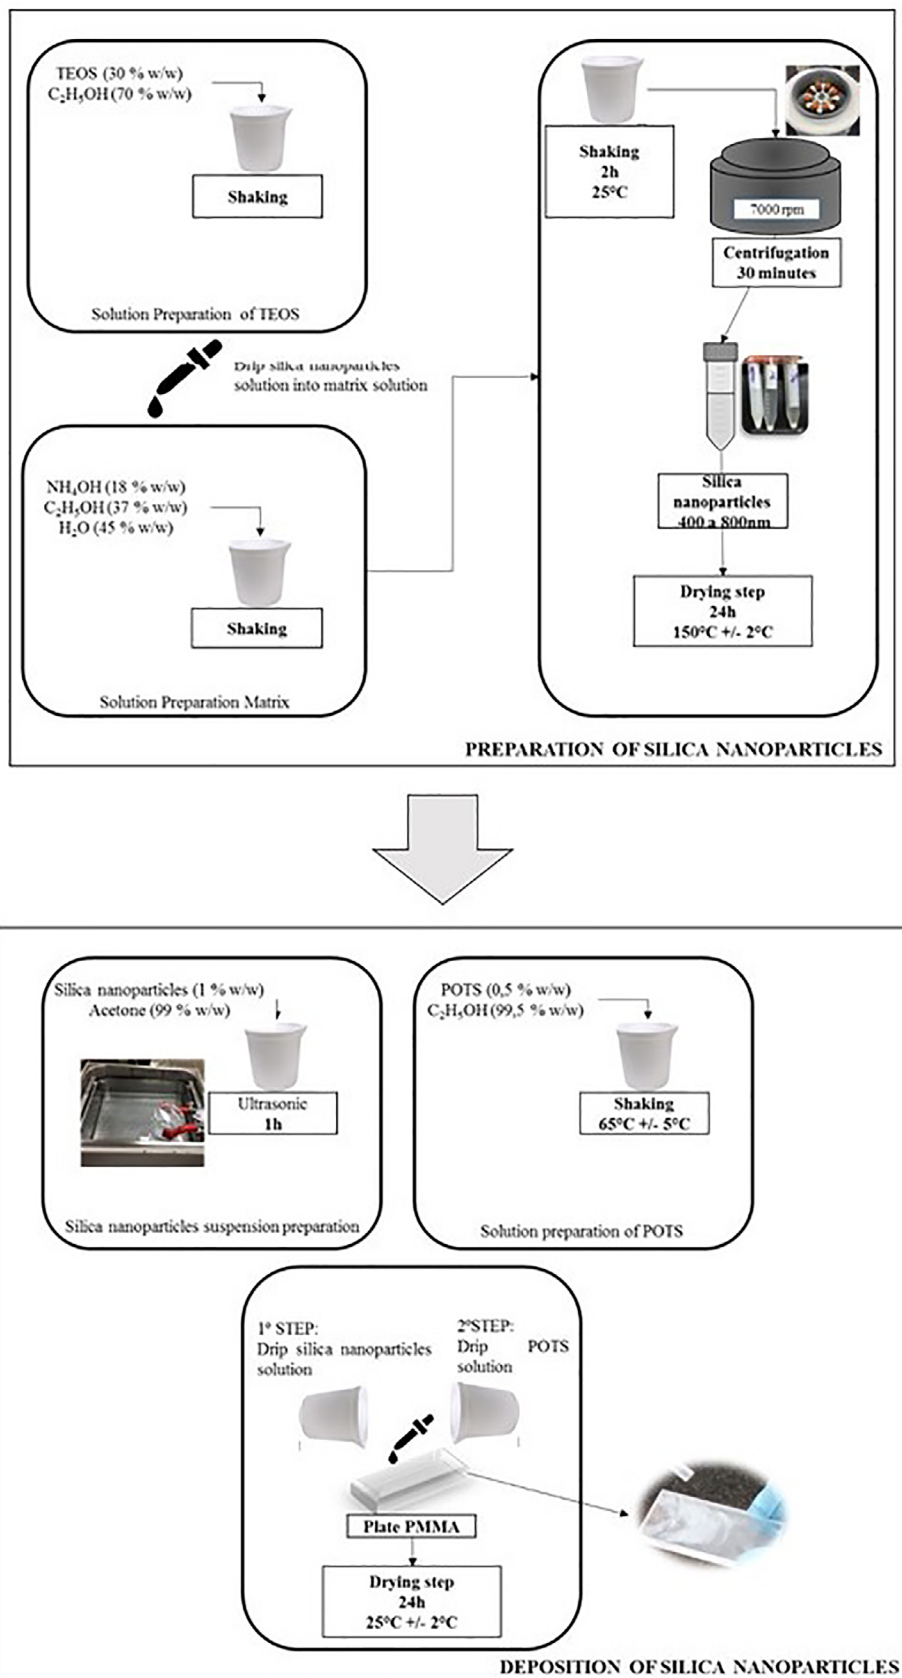 TEOS (30 % w/w)
C₂H₅OH (70 % w/w)
Shaking
Solution Preparation of TEOS
Drip silica nanoparticles
solution into matrix solution
NH₄OH (18 % w/w)
C₂H₅OH (37 % w/w)
H₂O (45 % w/w)
Shaking
Solution Preparation Matrix
Shaking
2h
25°C
7000 rpm
Centrifugation
30 minutes
Silica
nanoparticles
400 a 800nm
Drying step
24h
150°C +/- 2°C
PREPARATION OF SILICA NANOPARTICLES
Silica nanoparticles (1 % w/w)
Acetone (99 % w/w)
Ultrasonic
1h
Silica nanoparticles suspension preparation
POTS (0,5 % w/w)
C₂H₅OH (99,5 % w/w)
Shaking
65°C +/- 5°C
Solution preparation of POTS
1º STEP:
Drip silica nanoparticles
solution
2ºSTEP:
Drip POTS
solution
Plate PMMA
Drying step
24h
25°C +/- 2°C
DEPOSITION OF SILICA NANOPARTICLES